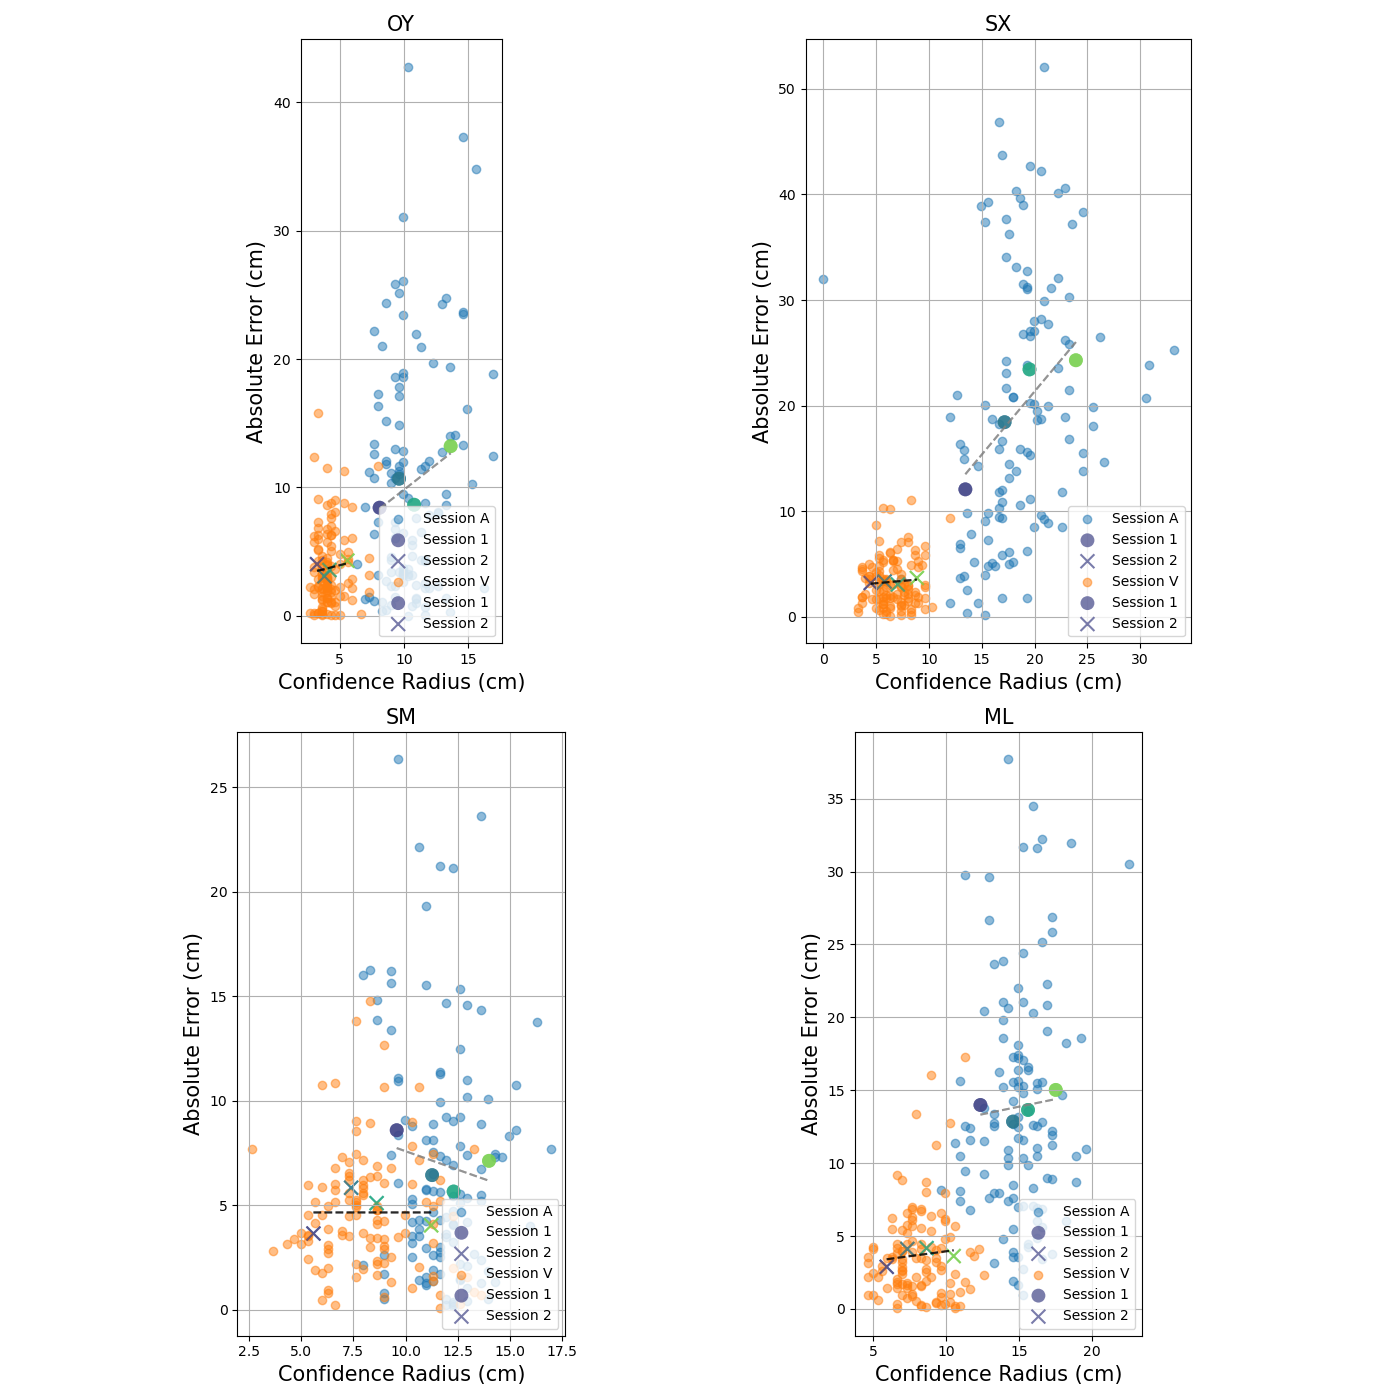 OY
Absolute Error (cm)
40
30
20
10
0
5
10
15
Confidence Radius (cm)
Session A
Session 1
Session 2
Session V
Session 1
Session 2
SX
Absolute Error (cm)
50
40
30
20
10
0
0
5
10
15
20
25
30
Confidence Radius (cm)
Session A
Session 1
Session 2
Session V
Session 1
Session 2
SM
Absolute Error (cm)
25
20
15
10
5
0
2.5
5.0
7.5
10.0
12.5
15.0
17.5
Confidence Radius (cm)
Session A
Session 1
Session 2
Session V
Session 1
Session 2
ML
Absolute Error (cm)
35
30
25
20
15
10
5
0
5
10
15
20
Confidence Radius (cm)
Session A
Session 1
Session 2
Session V
Session 1
Session 2